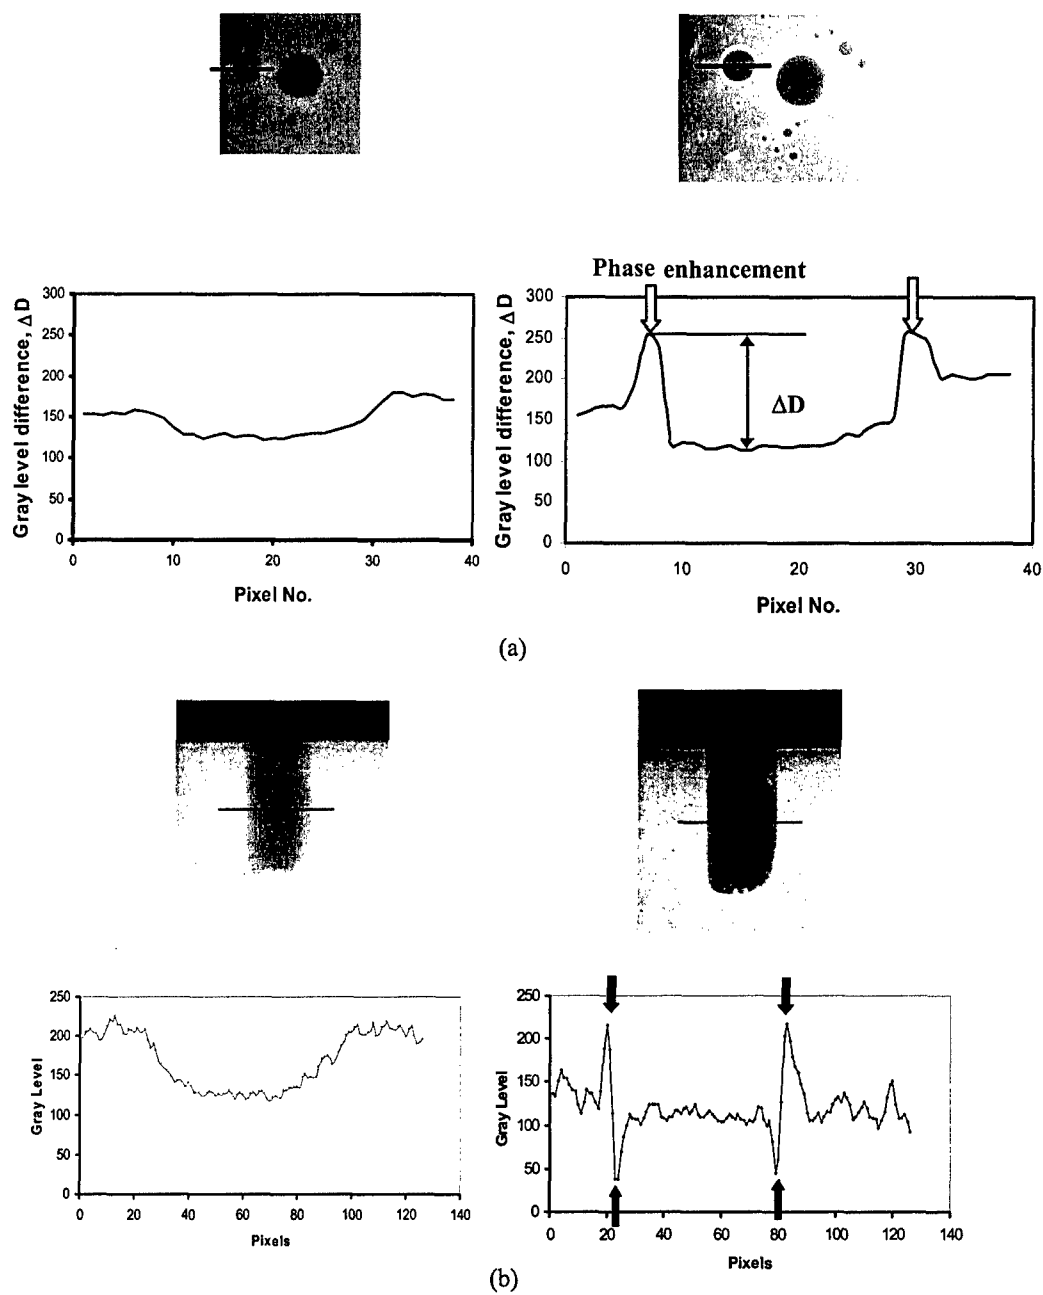 Phase enhancement
Gray level difference, ΔD
300
250
200
150
100
50
0
0 10 20 30 40
Pixel No.
Gray level difference, ΔD
300
250
200
150
100
50
0
ΔD
0 10 20 30 40
Pixel No.
(a)
Gray Level
250
200
150
100
50
0
0 20 40 60 80 100 120 140
Pixels
Gray Level
250
200
150
100
50
0
0 20 40 60 80 100 120 140
Pixels
(b)